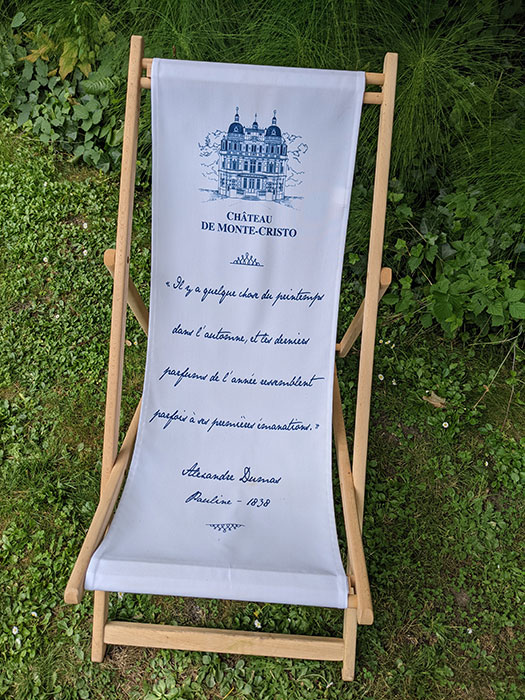 CHÂTEAU
DE MONTE-CRISTO
« Il y a quelque chose du printemps
dans l'automne, et les derniers
parfums de l'année ressemblent
parfois à ses premières émanations. »
Alexandre Dumas
Pauline - 1838